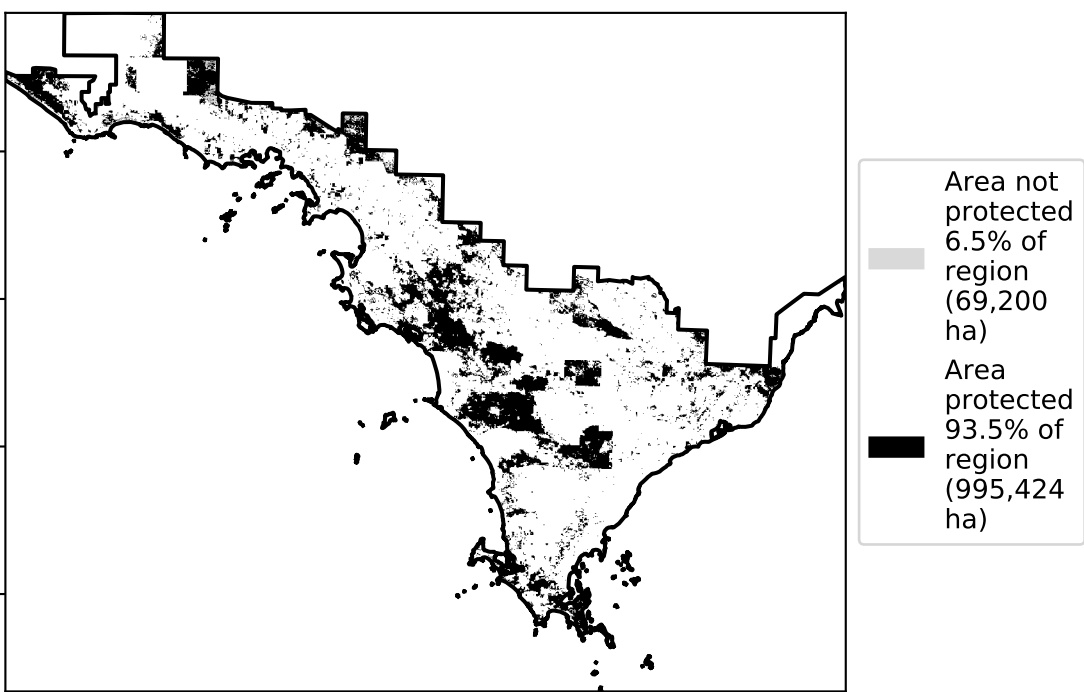 Area not
protected
6.5% of
region
(69,200
ha)
Area
protected
93.5% of
region
(995,424
ha)